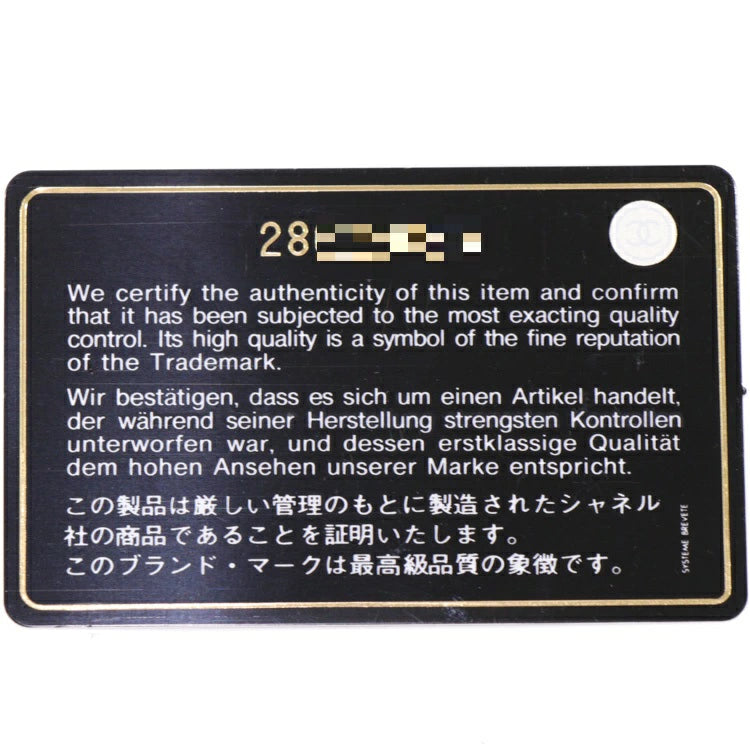 28
We certify the authenticity of this item and confirm
that it has been subjected to the most exacting quality
control. Its high quality is a symbol of the fine reputation
of the Trademark.
Wir bestätigen, dass es sich um einen Artikel handelt,
der während seiner Herstellung strengsten Kontrollen
unterworfen war, und dessen erstklassige Qualität
dem hohen Ansehen unserer Marke entspricht.
この製品は厳しい管理のもとに製造されたシャネル
社の商品であることを証明いたします。
このブランド・マークは最高級品質の象徴です。
SYSTEME BREVETE